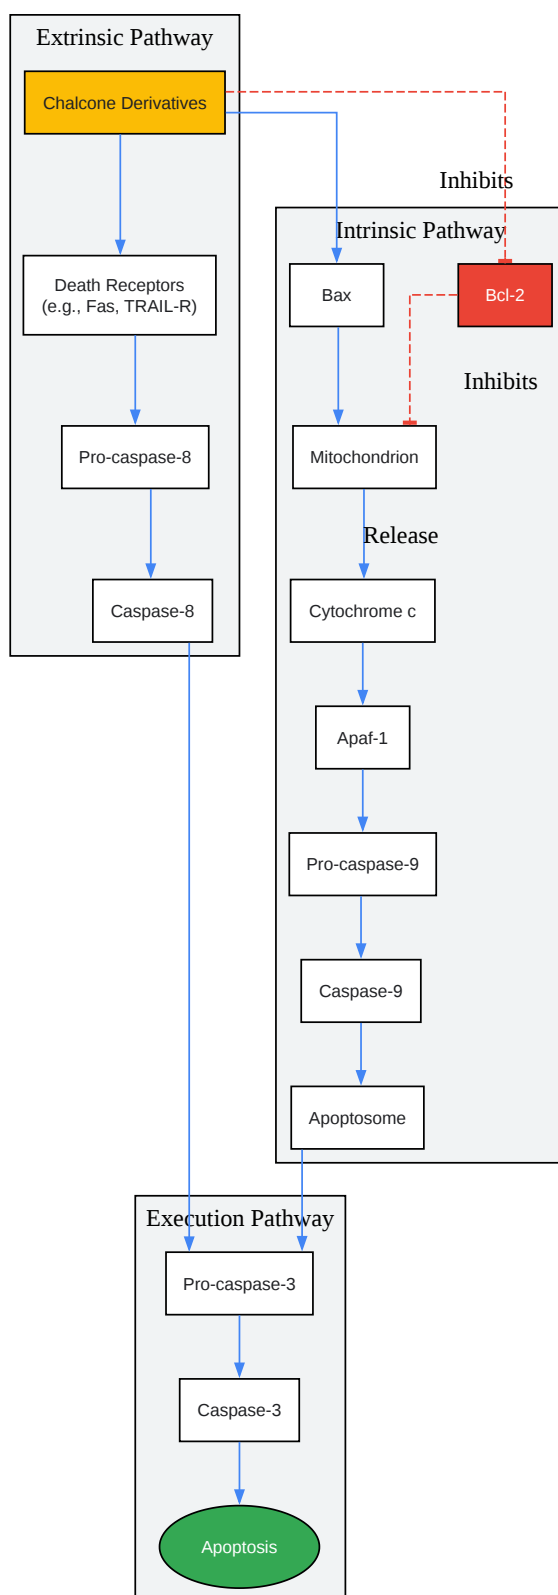 Extrinsic Pathway
Chalcone Derivatives
Inhibits
Intrinsic Pathway
Death Receptors
(e.g., Fas, TRAIL-R)
Bax
Bcl-2
Inhibits
Pro-caspase-8
Mitochondrion
Release
Caspase-8
Cytochrome c
Apaf-1
Pro-caspase-9
Caspase-9
Apoptosome
Execution Pathway
Pro-caspase-3
Caspase-3
Apoptosis